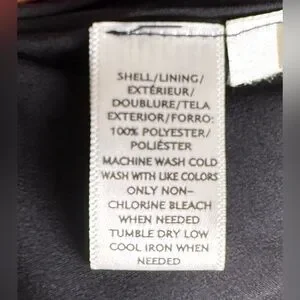 SHELL/LINING/
EXTÉRIEUR/
DOUBLURE/TELA
EXTERIOR/FORRO:
100% POLYESTER/
POLIÉSTER
MACHINE WASH COLD
WASH WITH LIKE COLORS
ONLY NON-
CHLORINE BLEACH
WHEN NEEDED
TUMBLE DRY LOW
COOL IRON WHEN
NEEDED